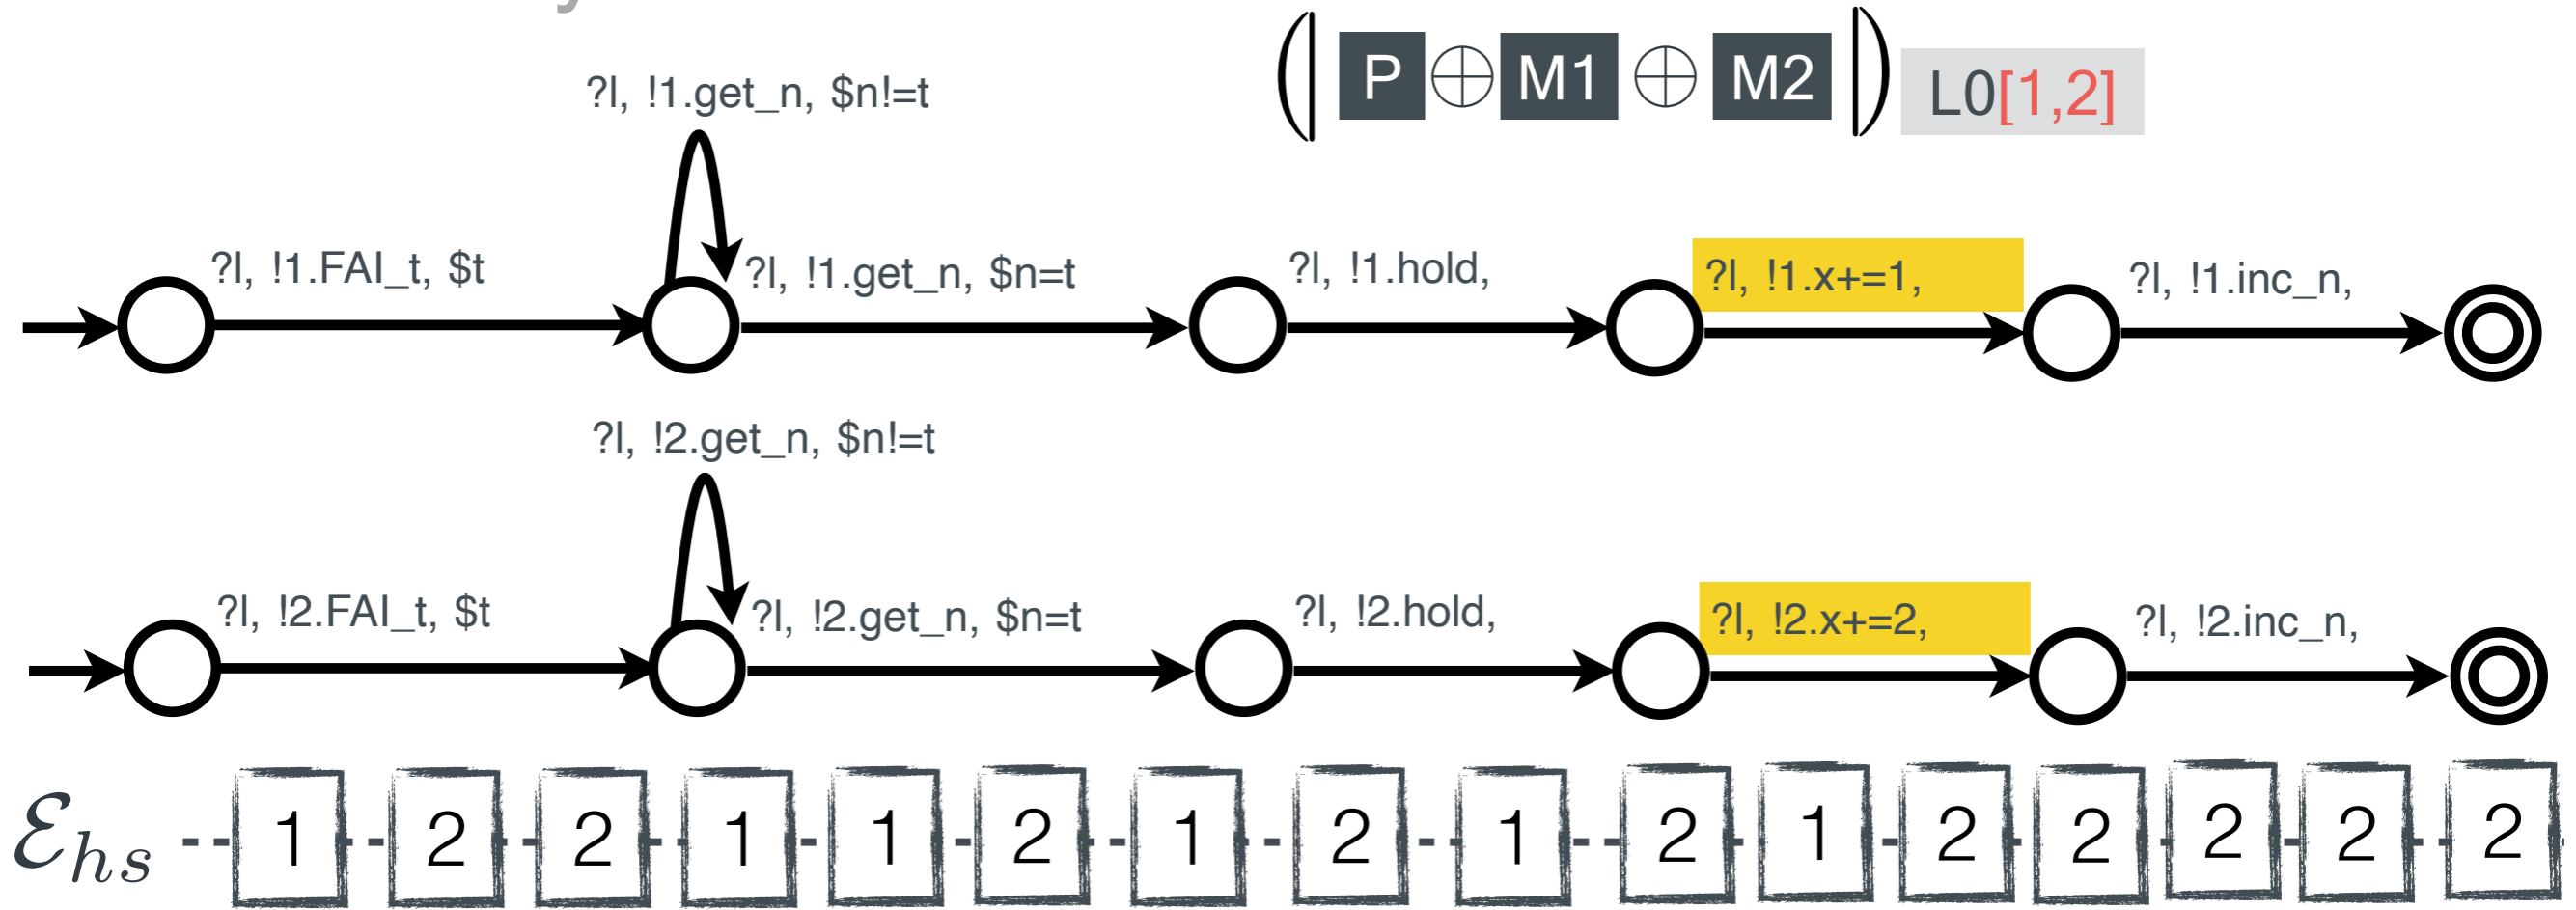 P ⊕ M1 ⊕ M2 L0[1,2]
?l, !1.get_n, $n!=t
?l, !1.FAI_t, $t
?l, !1.get_n, $n=t
?l, !1.hold,
?l, !1.x+=1,
?l, !1.inc_n,
?l, !2.get_n, $n!=t
?l, !2.FAI_t, $t
?l, !2.get_n, $n=t
?l, !2.hold,
?l, !2.x+=2,
?l, !2.inc_n,
ℰhs 1 2 2 1 1 2 1 2 1 2 1 2 2 2 2 2